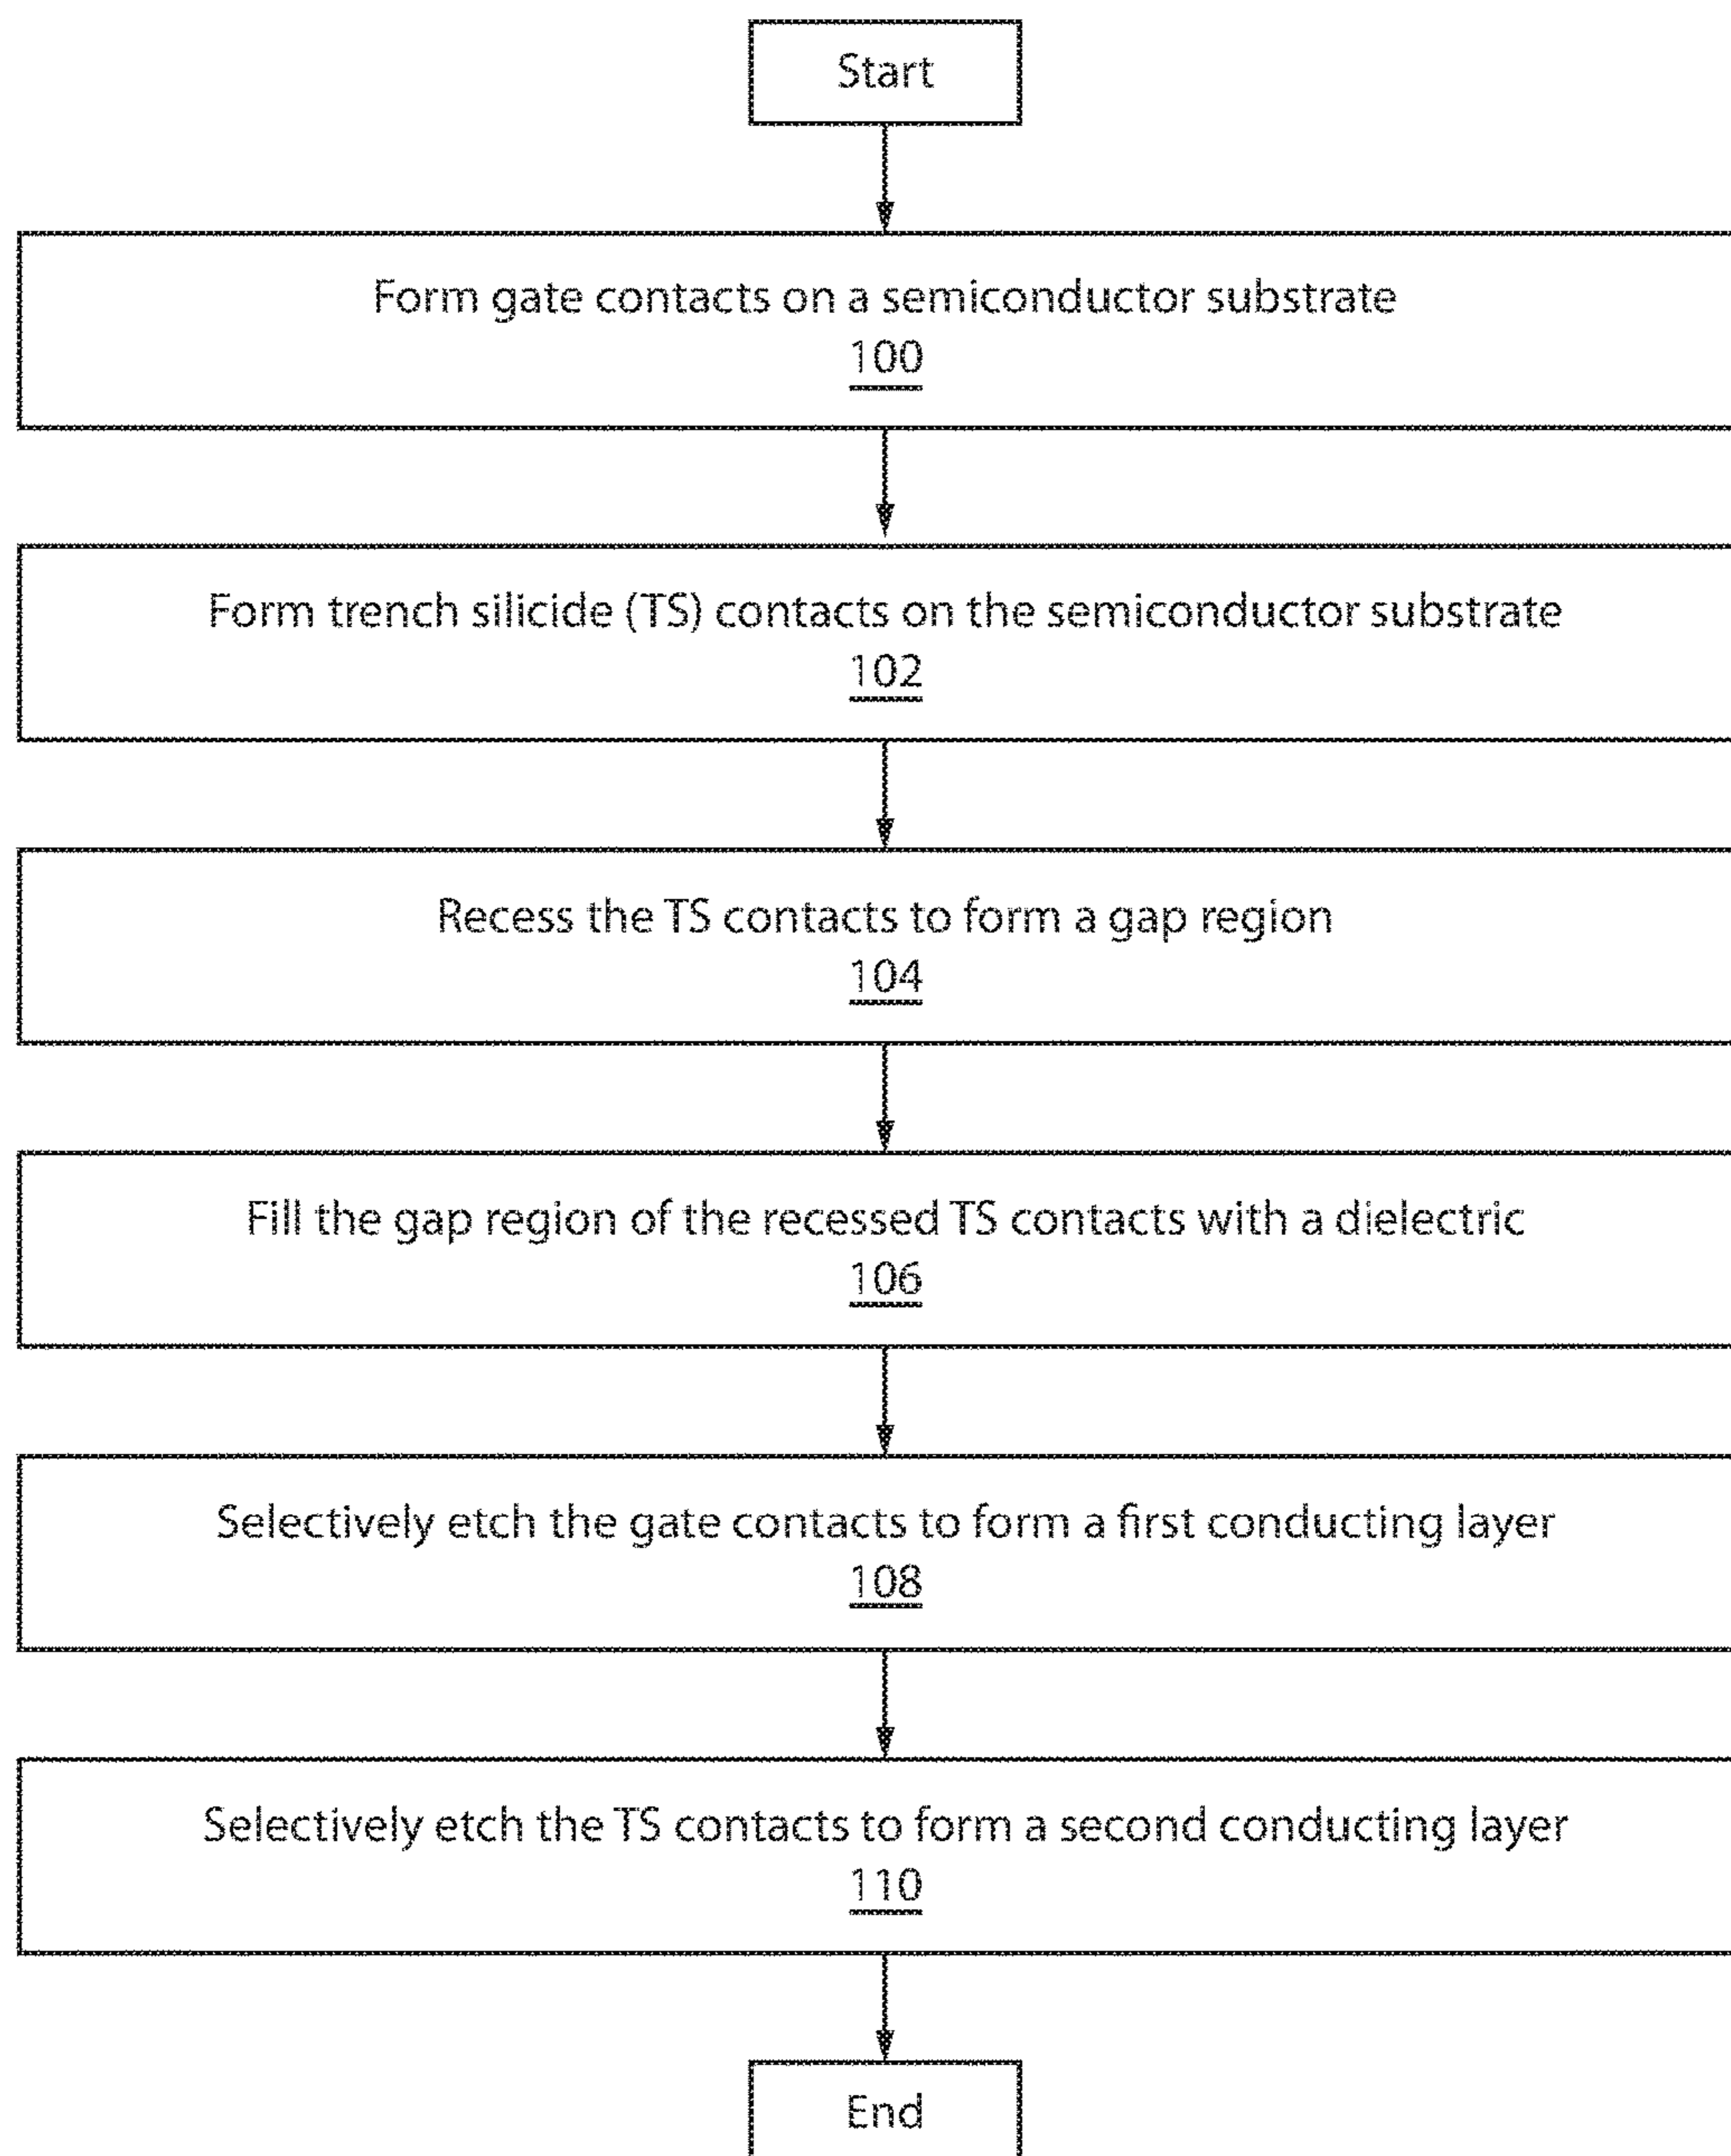 Start
Form gate contacts on a semiconductor substrate
100
Form trench silicide (TS) contacts on the semiconductor substrate
102
Recess the TS contacts to form a gap region
104
Fill the gap region of the recessed TS contacts with a dielectric
106
Selectively etch the gate contacts to form a first conducting layer
108
Selectively etch the TS contacts to form a second conducting layer
110
End